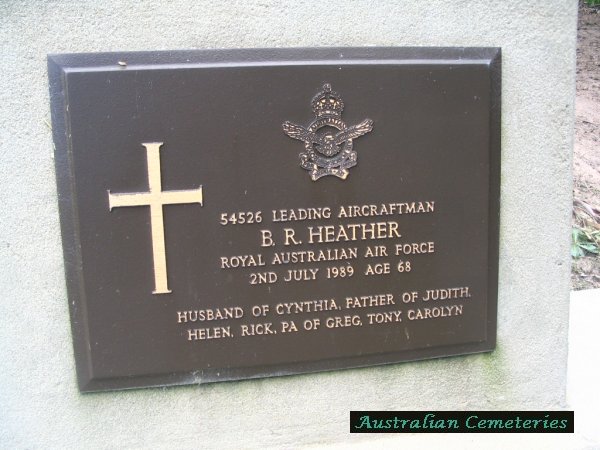 54526 LEADING AIRCRAFTMAN
B. R. HEATHER
ROYAL AUSTRALIAN AIR FORCE
2ND JULY 1989 AGE 68
HUSBAND OF CYNTHIA, FATHER OF JUDITH,
HELEN, RICK, PA OF GREG, TONY, CAROLYN
Australian Cemeteries